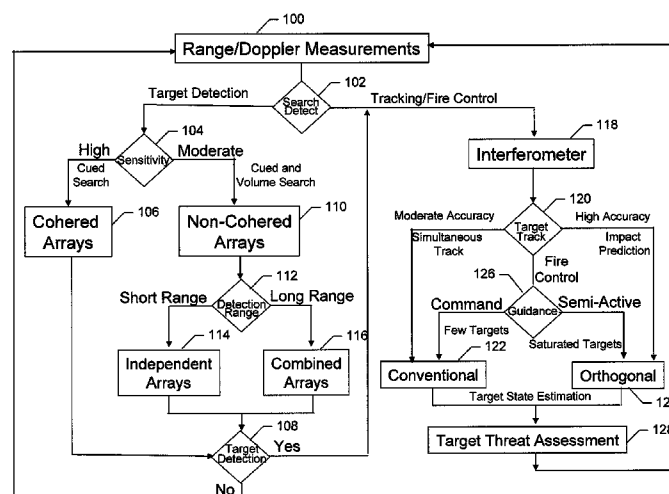 100
Range/Doppler Measurements
102
Target Detection
Search
Detect
Tracking/Fire Control
104
High
Sensitivity
Moderate
Cued
Search
Cued and
Volume Search
118
Interferometer
106
Cohered
Arrays
110
Non-Cohered
Arrays
120
Moderate Accuracy
Target
Track
High Accuracy
Simultaneous
Track
Impact
Prediction
Fire
Control
112
Short Range
Detection
Range
Long Range
126
Command
Guidance
Semi-Active
Few Targets
Saturated Targets
114
Independent
Arrays
116
Combined
Arrays
122
Conventional
Orthogonal
Target State Estimation
12
108
Target
Detection
Yes
No
Target Threat Assessment
128